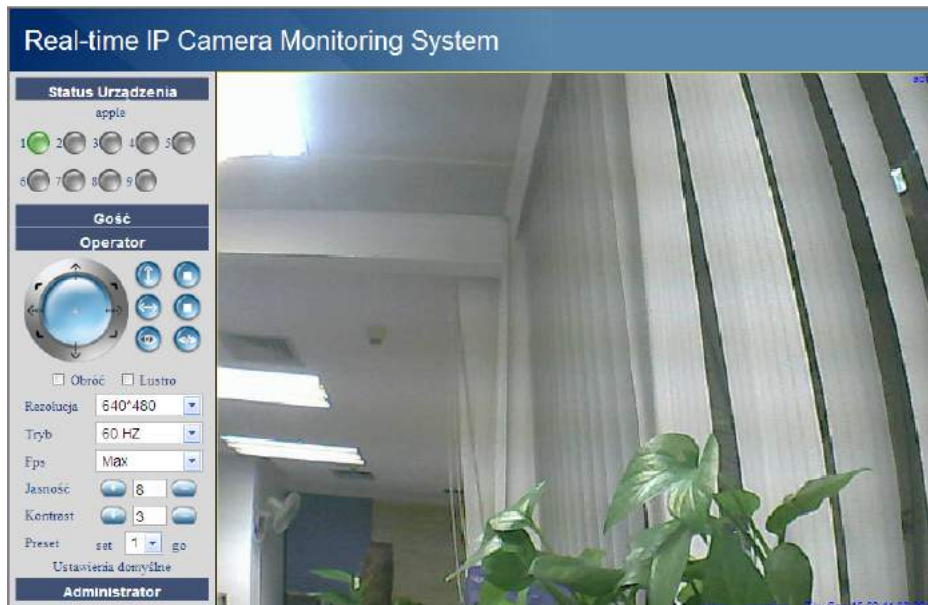 Real-time IP Camera Monitoring System
Status Urządzenia
apple
1 2 3 4 5
6 7 8 9
Gość
Operator
Obróć Lustro
Rezolucja 640*480
Tryb 60 HZ
Fps Max
Jasność 8
Kontrast 3
Preset set 1 go
Ustawienia domyślne
Administrator